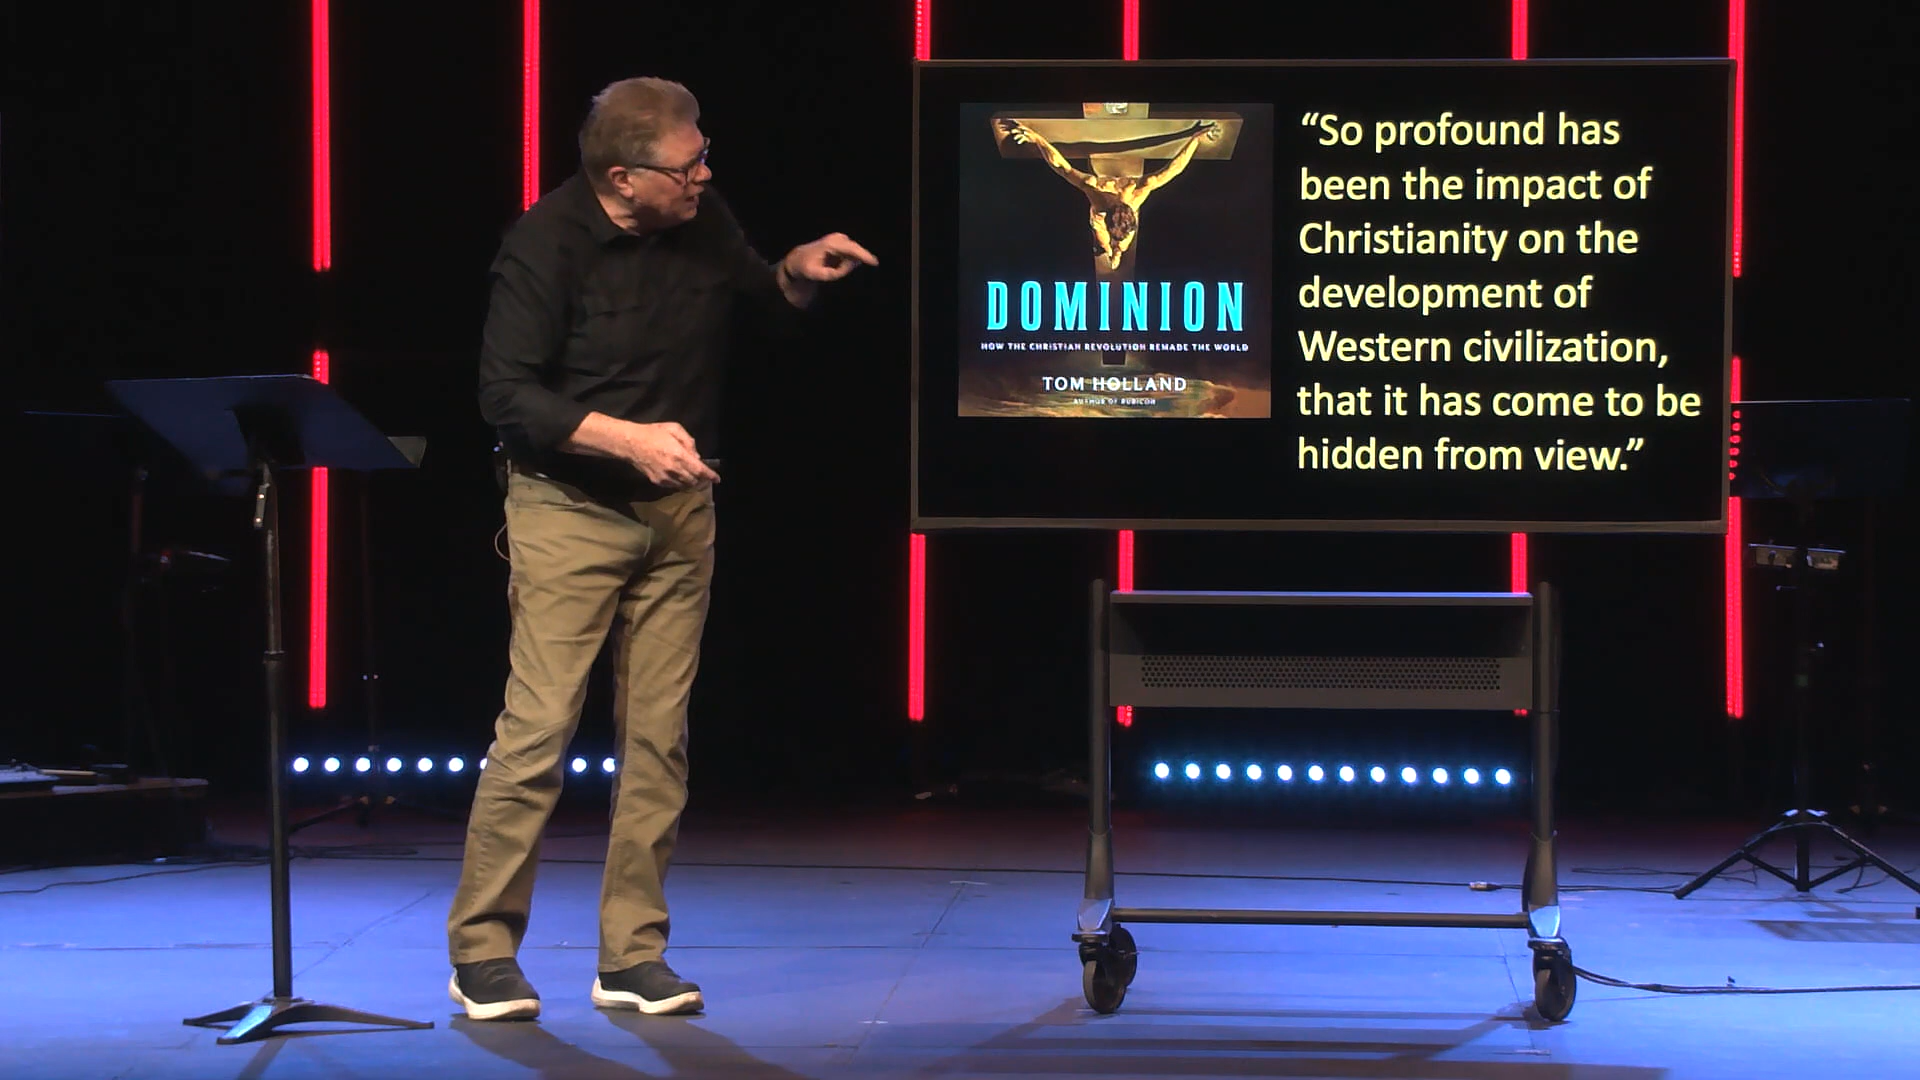 DOMINION
HOW THE CHRISTIAN REVOLUTION REMADE THE WORLD
TOM HOLLAND
AUTHOR OF RUBICON
“So profound has
been the impact of
Christianity on the
development of
Western civilization,
that it has come to be
hidden from view.”